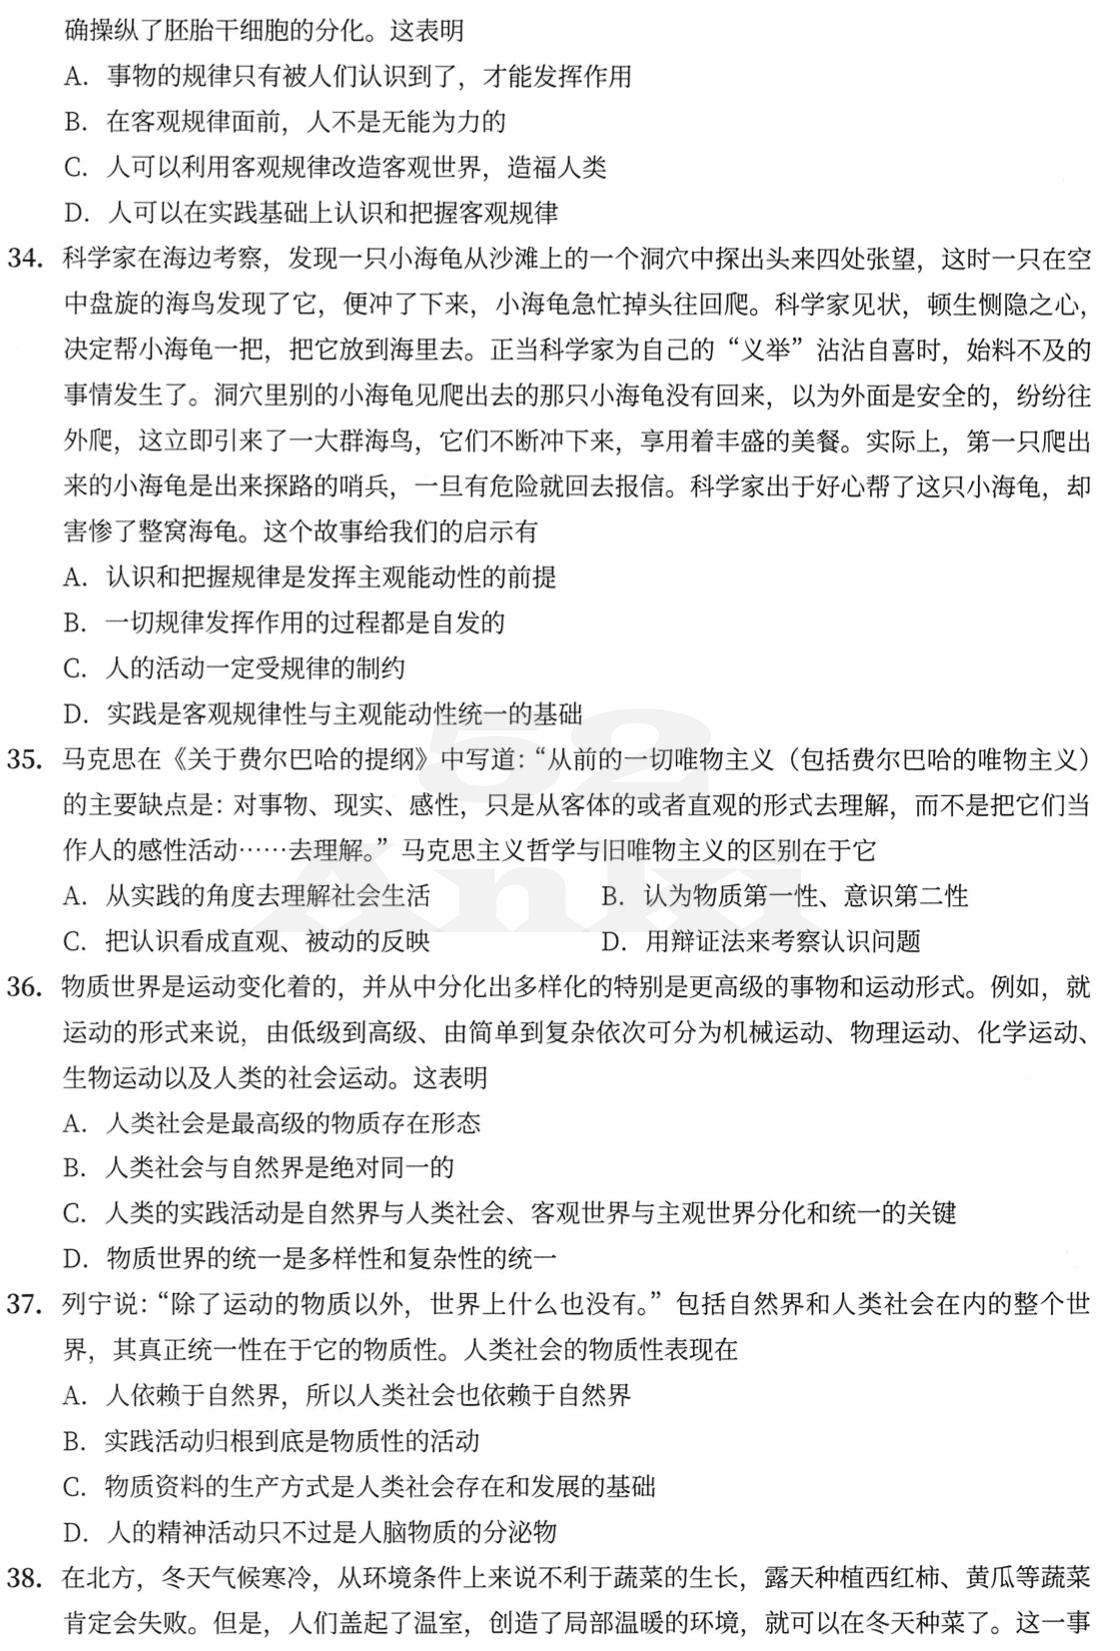 确操纵了胚胎干细胞的分化。这表明
A. 事物的规律只有被人们认识到了，才能发挥作用
B. 在客观规律面前，人不是无能为力的
C. 人可以利用客观规律改造客观世界，造福人类
D. 人可以在实践基础上认识和把握客观规律
34. 科学家在海边考察，发现一只小海龟从沙滩上的一个洞穴中探出头来四处张望，这时一只在空
中盘旋的海鸟发现了它，便冲了下来，小海龟急忙掉头往回爬。科学家见状，顿生恻隐之心，
决定帮小海龟一把，把它放到海里去。正当科学家为自己的“义举”沾沾自喜时，始料不及的
事情发生了。洞穴里别的小海龟见爬出去的那只小海龟没有回来，以为外面是安全的，纷纷往
外爬，这立即引来了一大群海鸟，它们不断冲下来，享用着丰盛的美餐。实际上，第一只爬出
来的小海龟是出来探路的哨兵，一旦有危险就回去报信。科学家出于好心帮了这只小海龟，却
害惨了整窝海龟。这个故事给我们的启示有
A. 认识和把握规律是发挥主观能动性的前提
B. 一切规律发挥作用的过程都是自发的
C. 人的活动一定受规律的制约
D. 实践是客观规律性与主观能动性统一的基础
35. 马克思在《关于费尔巴哈的提纲》中写道：“从前的一切唯物主义（包括费尔巴哈的唯物主义）
的主要缺点是：对事物、现实、感性，只是从客体的或者直观的形式去理解，而不是把它们当
作人的感性活动……去理解。”马克思主义哲学与旧唯物主义的区别在于它
A. 从实践的角度去理解社会生活 B. 认为物质第一性、意识第二性
C. 把认识看成直观、被动的反映 D. 用辩证法来考察认识问题
36. 物质世界是运动变化着的，并从中分化出多样化的特别是更高级的事物和运动形式。例如，就
运动的形式来说，由低级到高级、由简单到复杂依次可分为机械运动、物理运动、化学运动、
生物运动以及人类的社会运动。这表明
A. 人类社会是最高级的物质存在形态
B. 人类社会与自然界是绝对同一的
C. 人类的实践活动是自然界与人类社会、客观世界与主观世界分化和统一的关键
D. 物质世界的统一是多样性和复杂性的统一
37. 列宁说：“除了运动的物质以外，世界上什么也没有。”包括自然界和人类社会在内的整个世
界，其真正统一性在于它的物质性。人类社会的物质性表现在
A. 人依赖于自然界，所以人类社会也依赖于自然界
B. 实践活动归根到底是物质性的活动
C. 物质资料的生产方式是人类社会存在和发展的基础
D. 人的精神活动只不过是人脑物质的分泌物
38. 在北方，冬天气候寒冷，从环境条件上来说不利于蔬菜的生长，露天种植西红柿、黄瓜等蔬菜
肯定会失败。但是，人们盖起了温室，创造了局部温暖的环境，就可以在冬天种菜了。这一事
52
Anki